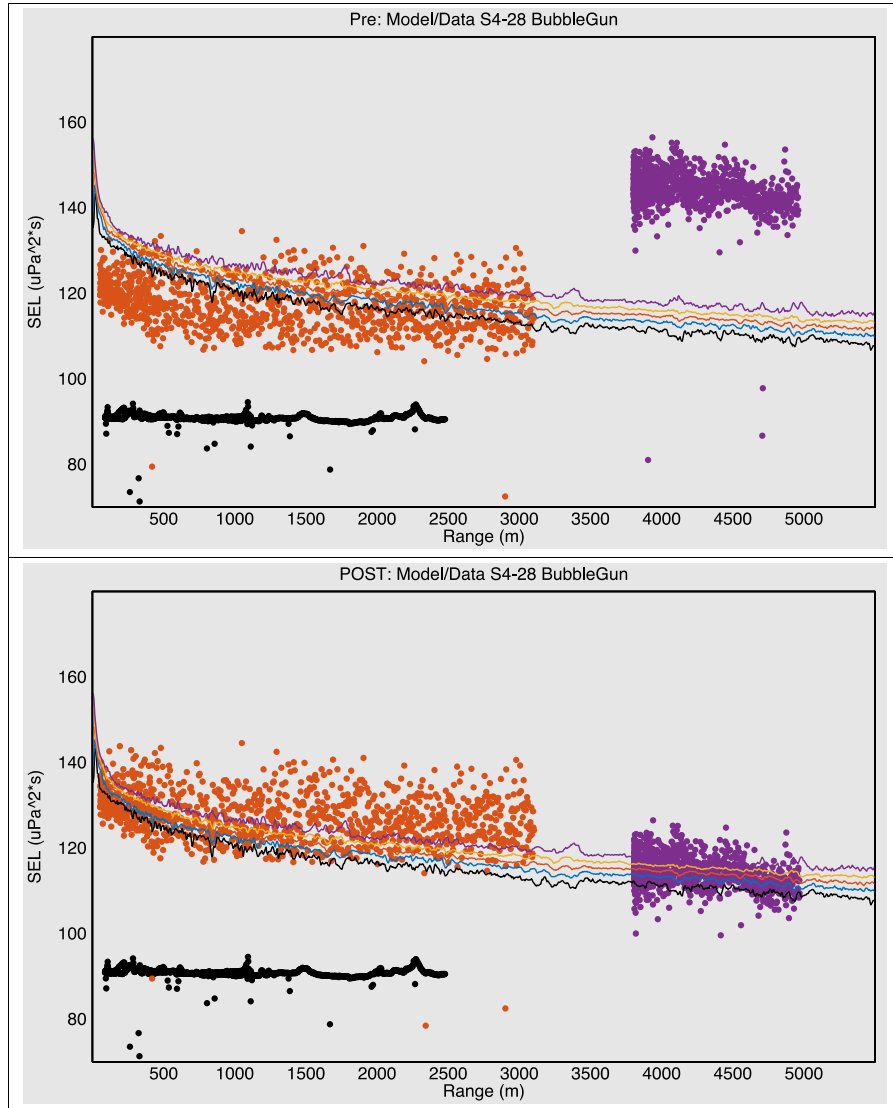 Pre: Model/Data S4-28 BubbleGun
160
140
120
100
80
SEL (uPa^2*s)
500 1000 1500 2000 2500 3000 3500 4000 4500 5000
Range (m)
POST: Model/Data S4-28 BubbleGun
160
140
120
100
80
SEL (uPa^2*s)
500 1000 1500 2000 2500 3000 3500 4000 4500 5000
Range (m)